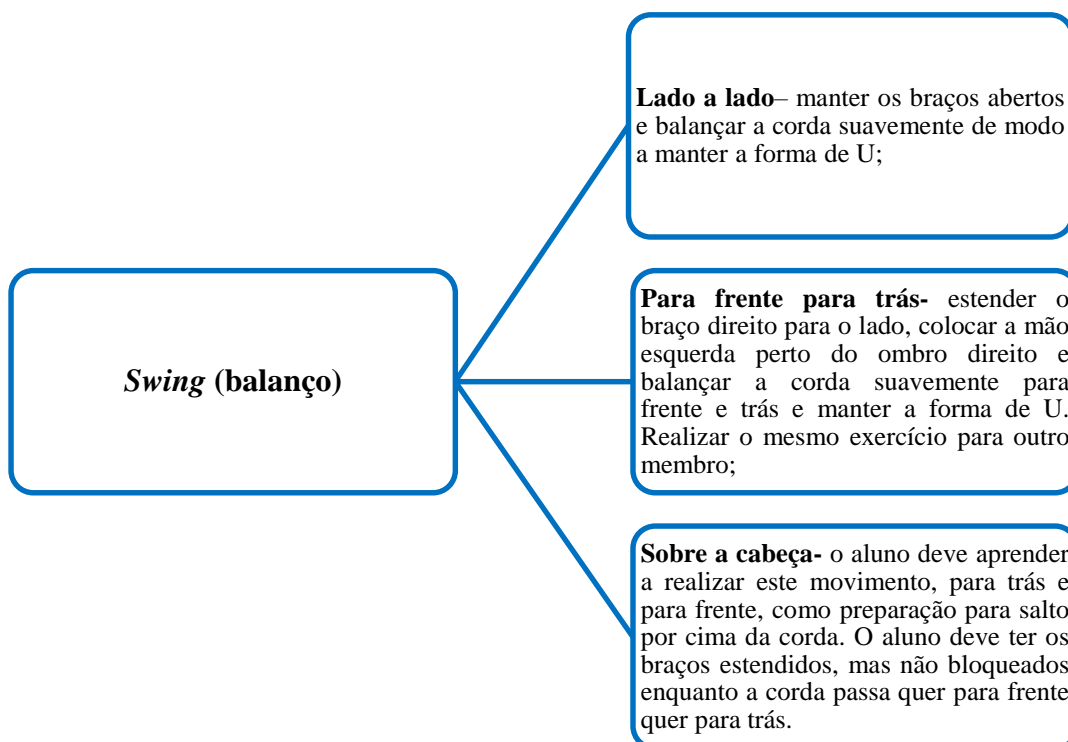 Lado a lado– manter os braços abertos
e balançar a corda suavemente de modo
a manter a forma de U;
Swing (balanço)
Para frente para trás- estender o
braço direito para o lado, colocar a mão
esquerda perto do ombro direito e
balançar a corda suavemente para
frente e trás e manter a forma de U.
Realizar o mesmo exercício para outro
membro;
Sobre a cabeça- o aluno deve aprender
a realizar este movimento, para trás e
para frente, como preparação para salto
por cima da corda. O aluno deve ter os
braços estendidos, mas não bloqueados
enquanto a corda passa quer para frente
quer para trás.